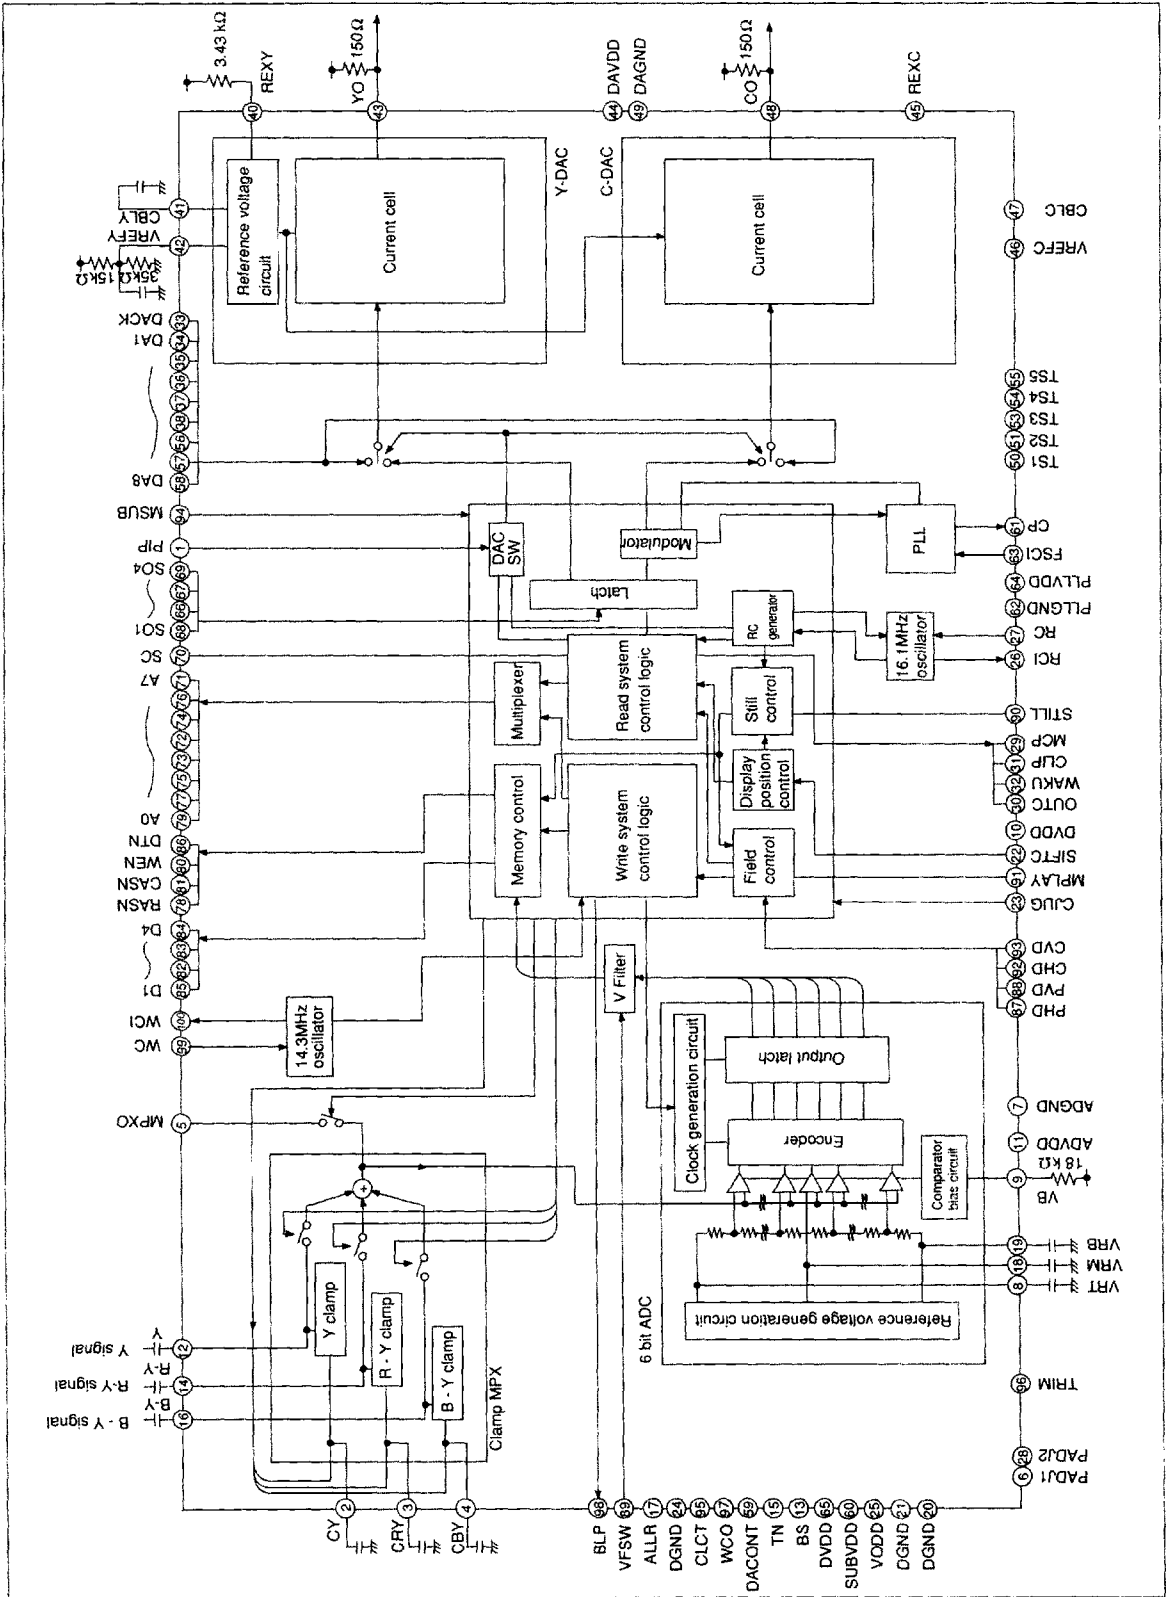 3.43 kΩ
REXY
40
150Ω
YO
43
DAVDD
44
DAGND
49
150Ω
CO
48
REXC
45
CBLY
41
VREFY
42
15kΩ
35kΩ
Reference voltage
circuit
Current cell
Y-DAC
C-DAC
Current cell
CBLC
47
VREFC
46
DACK
33
DA1
34
35
36
37
38
56
57
DA8
58
MSUB
94
PIP
1
SO4
69
67
66
SO1
68
SC
70
A7
71
76
74
72
73
75
77
A0
79
DTN
86
WEN
80
CASN
81
RASN
78
D4
84
83
82
D1
85
WCI
100
WC
99
MPXO
5
TS5
55
TS4
54
TS3
53
TS2
51
TS1
50
CP
61
FSCI
63
PLLVDD
64
PLLGND
62
RC
27
RCI
26
STILL
90
MCP
29
CLIP
31
WAKU
32
OUTC
30
DVDD
10
SIFTC
22
MPLAY
91
CJUG
23
CVD
93
CHD
92
PVD
88
PHD
87
ADGND
7
ADVDD
11
18 kΩ
VB
9
VRB
19
VRM
18
VRT
8
TRIM
96
PADJ2
28
PADJ1
6
DAC
SW
Modulator
PLL
Latch
RC
generator
16.1MHz
oscillator
Multiplexer
Read system
control logic
Still
control
Display
position
control
Memory control
Write system
control logic
Field
control
V Filter
14.3MHz
oscillator
Clock generation circuit
Output latch
Encoder
Comparator
bias circuit
Reference voltage generation circuit
6 bit ADC
+
Y clamp
R - Y clamp
B - Y clamp
Clamp MPX
Y signal
Y
12
R-Y signal
R-Y
14
B - Y signal
B-Y
16
CY
2
CRY
3
CBY
4
BLP
98
VFSW
89
ALLR
17
DGND
24
CLCT
95
WCO
97
DACONT
59
TN
15
BS
13
DVDD
65
SUBVDD
60
VODD
25
DGND
21
DGND
20